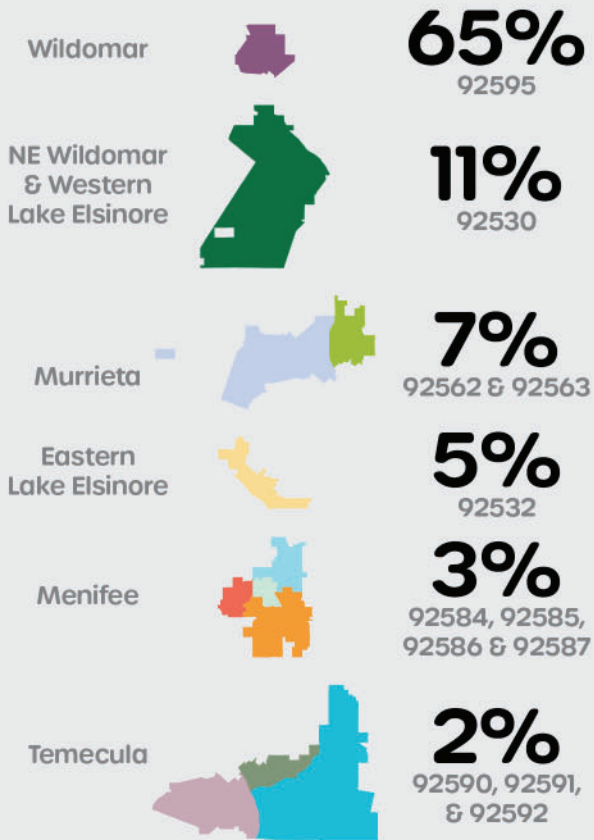 Wildomar
65%
92595
NE Wildomar
& Western
Lake Elsinore
11%
92530
Murrieta
7%
92562 & 92563
Eastern
Lake Elsinore
5%
92532
Menifee
3%
92584, 92585,
92586 & 92587
Temecula
2%
92590, 92591,
& 92592